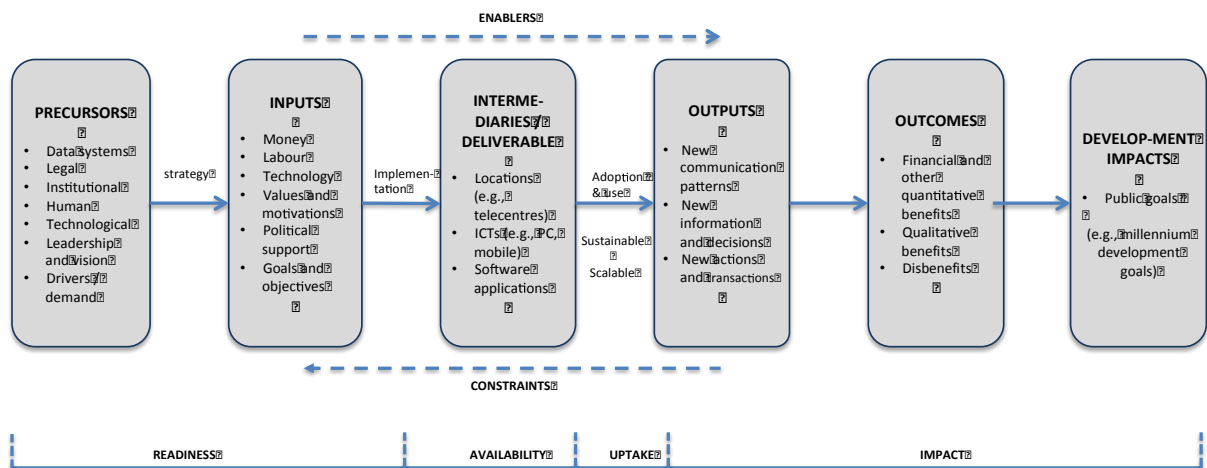 ENABLERS
PRECURSORS
• Data systems
• Legal
• Institutional
• Human
• Technological
• Leadership
and vision
• Drivers /
demand
strategy
INPUTS
• Money
• Labour
• Technology
• Values and
motivations
• Political
support
• Goals and
objectives
Implemen-
tation
INTERME-
DIARIES /
DELIVERABLE
• Locations
(e.g.,
telecentres)
• ICTs (e.g., PC,
mobile)
• Software
applications
Adoption
& use
Sustainable
Scalable
OUTPUTS
• New
communication
patterns
• New
information
and decisions
• New actions
and transactions
OUTCOMES
• Financial and
other
quantitative
benefits
• Qualitative
benefits
• Disbenefits
DEVELOP-MENT
IMPACTS
• Public goals
(e.g., millennium
development
goals)
CONSTRAINTS
READINESS
AVAILABILITY
UPTAKE
IMPACT